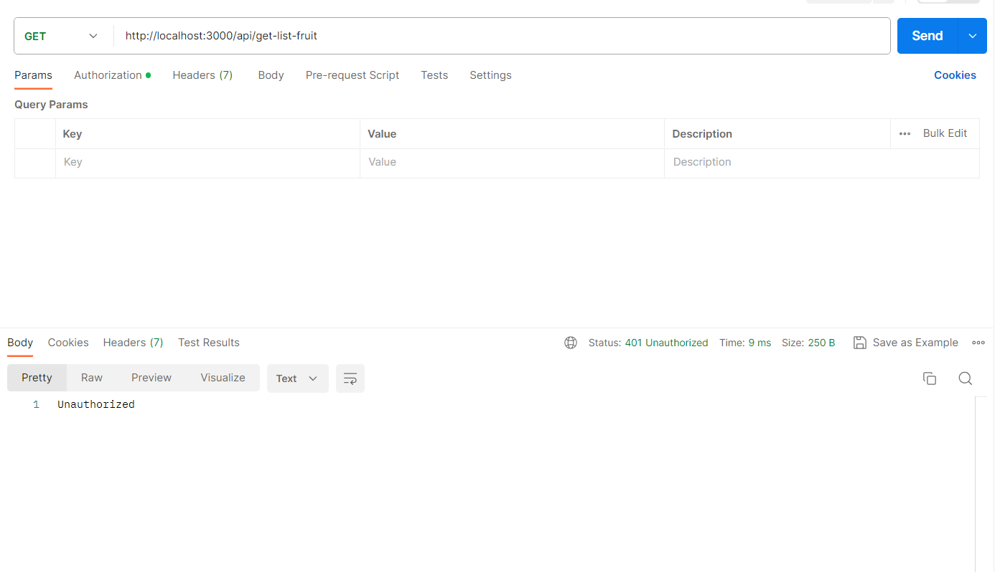 GET http://localhost:3000/api/get-list-fruit Send
Params Authorization Headers (7) Body Pre-request Script Tests Settings Cookies
Query Params
Key Value Description Bulk Edit
Key Value Description
Body Cookies Headers (7) Test Results Status: 401 Unauthorized Time: 9 ms Size: 250 B Save as Example
Pretty Raw Preview Visualize Text
1 Unauthorized